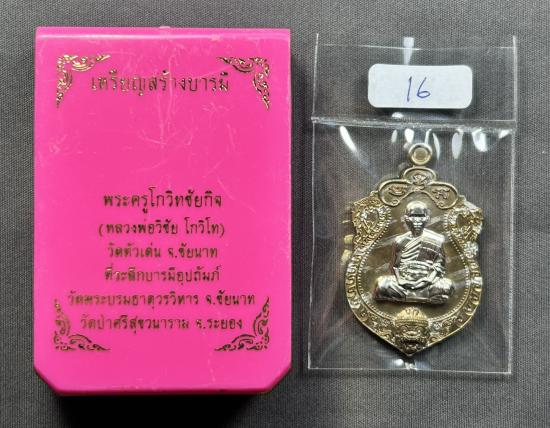 เหรียญสร้างบารมี
พระครูโกวิทชัยกิจ
(หลวงพ่อวิชัย โกวิโท)
วัดหัวเด่น จ.ชัยนาท
ที่ระลึกบารมีอุปถัมภ์
วัดพระบรมธาตุวรวิหาร จ.ชัยนาท
วัดป่าศรีสุขวนาราม จ.ระยอง
16